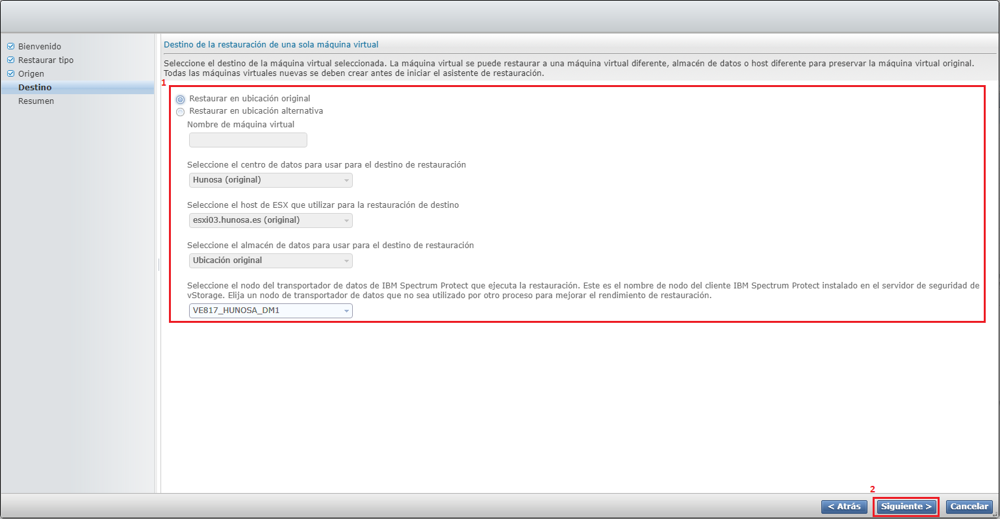 Bienvenido
Restaurar tipo
Origen
Destino
Resumen
Destino de la restauración de una sola máquina virtual
Seleccione el destino de la máquina virtual seleccionada. La máquina virtual se puede restaurar a una máquina virtual diferente, almacén de datos o host diferente para preservar la máquina virtual original.
Todas las máquinas virtuales nuevas se deben crear antes de iniciar el asistente de restauración.
1
Restaurar en ubicación original
Restaurar en ubicación alternativa
Nombre de máquina virtual
Seleccione el centro de datos para usar para el destino de restauración
Hunosa (original)
Seleccione el host de ESX que utilizar para la restauración de destino
esxi03.hunosa.es (original)
Seleccione el almacén de datos para usar para el destino de restauración
Ubicación original
Seleccione el nodo del transportador de datos de IBM Spectrum Protect que ejecuta la restauración. Este es el nombre de nodo del cliente IBM Spectrum Protect instalado en el servidor de seguridad de
vStorage. Elija un nodo de transportador de datos que no sea utilizado por otro proceso para mejorar el rendimiento de restauración.
VE817_HUNOSA_DM1
2
< Atrás
Siguiente >
Cancelar